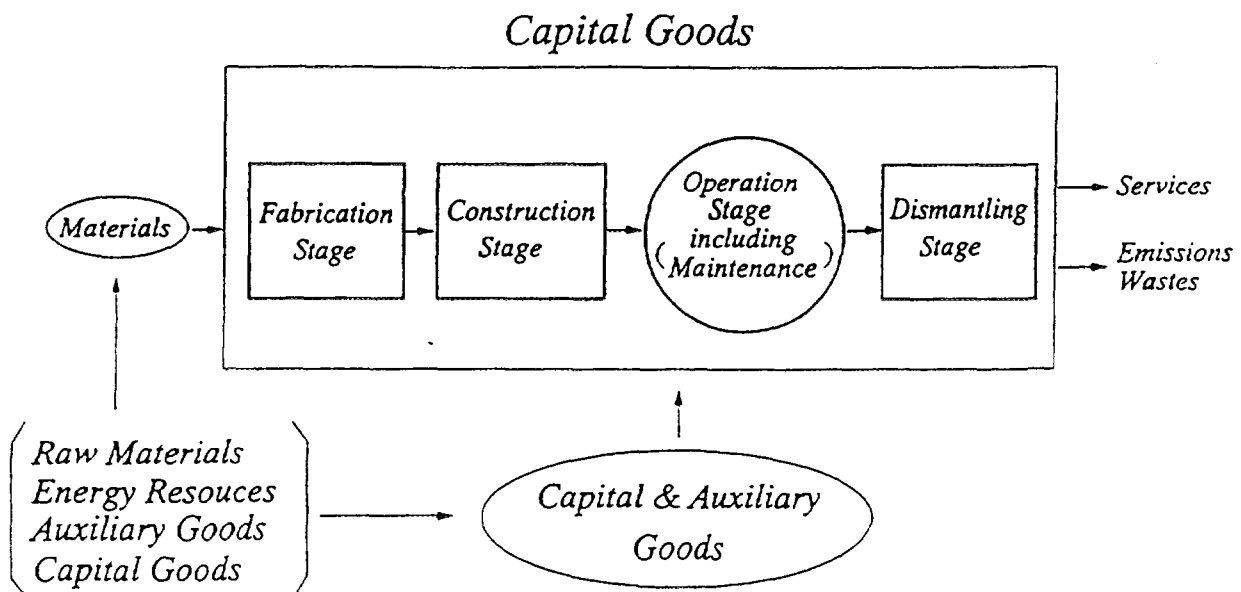 Capital Goods
Materials
Fabrication
Stage
Construction
Stage
Operation
Stage
including
(Maintenance)
Dismantling
Stage
Services
Emissions
Wastes
Raw Materials
Energy Resouces
Auxiliary Goods
Capital Goods
Capital & Auxiliary
Goods